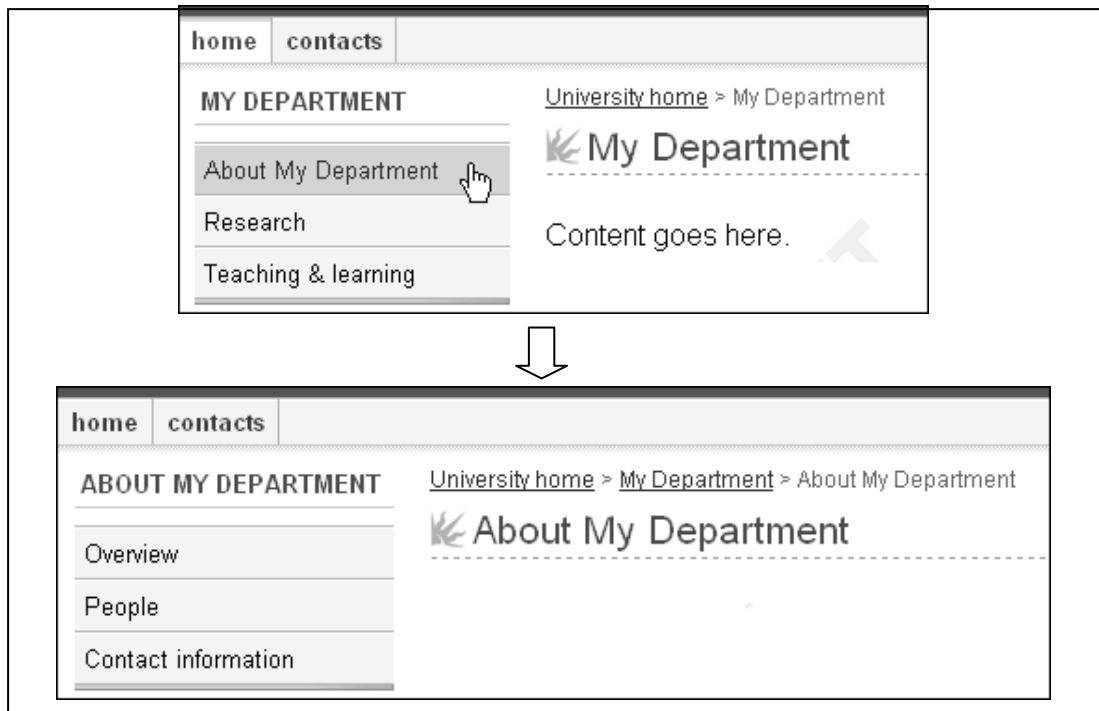 home contacts
MY DEPARTMENT
About My Department
Research
Teaching & learning
University home > My Department
My Department
Content goes here.
home contacts
ABOUT MY DEPARTMENT
Overview
People
Contact information
University home > My Department > About My Department
About My Department